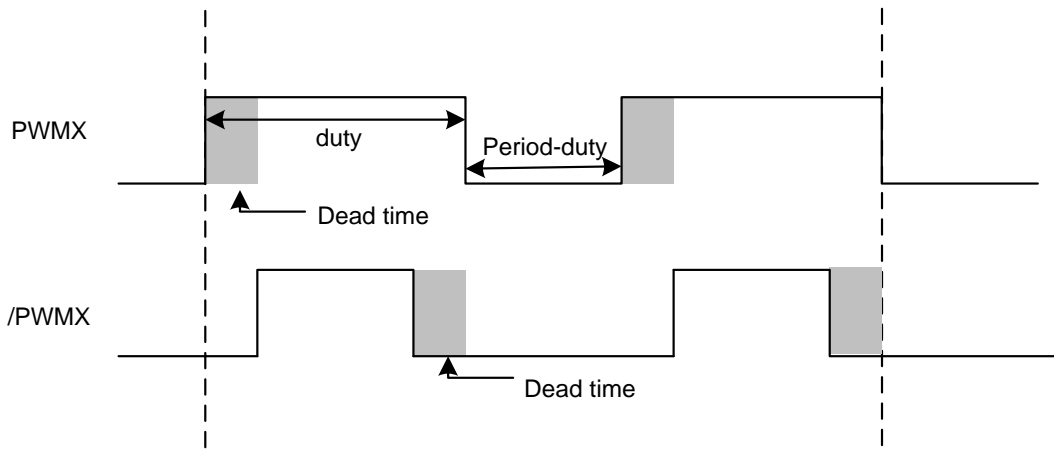 PWMX
duty
Period-duty
Dead time
/PWMX
Dead time